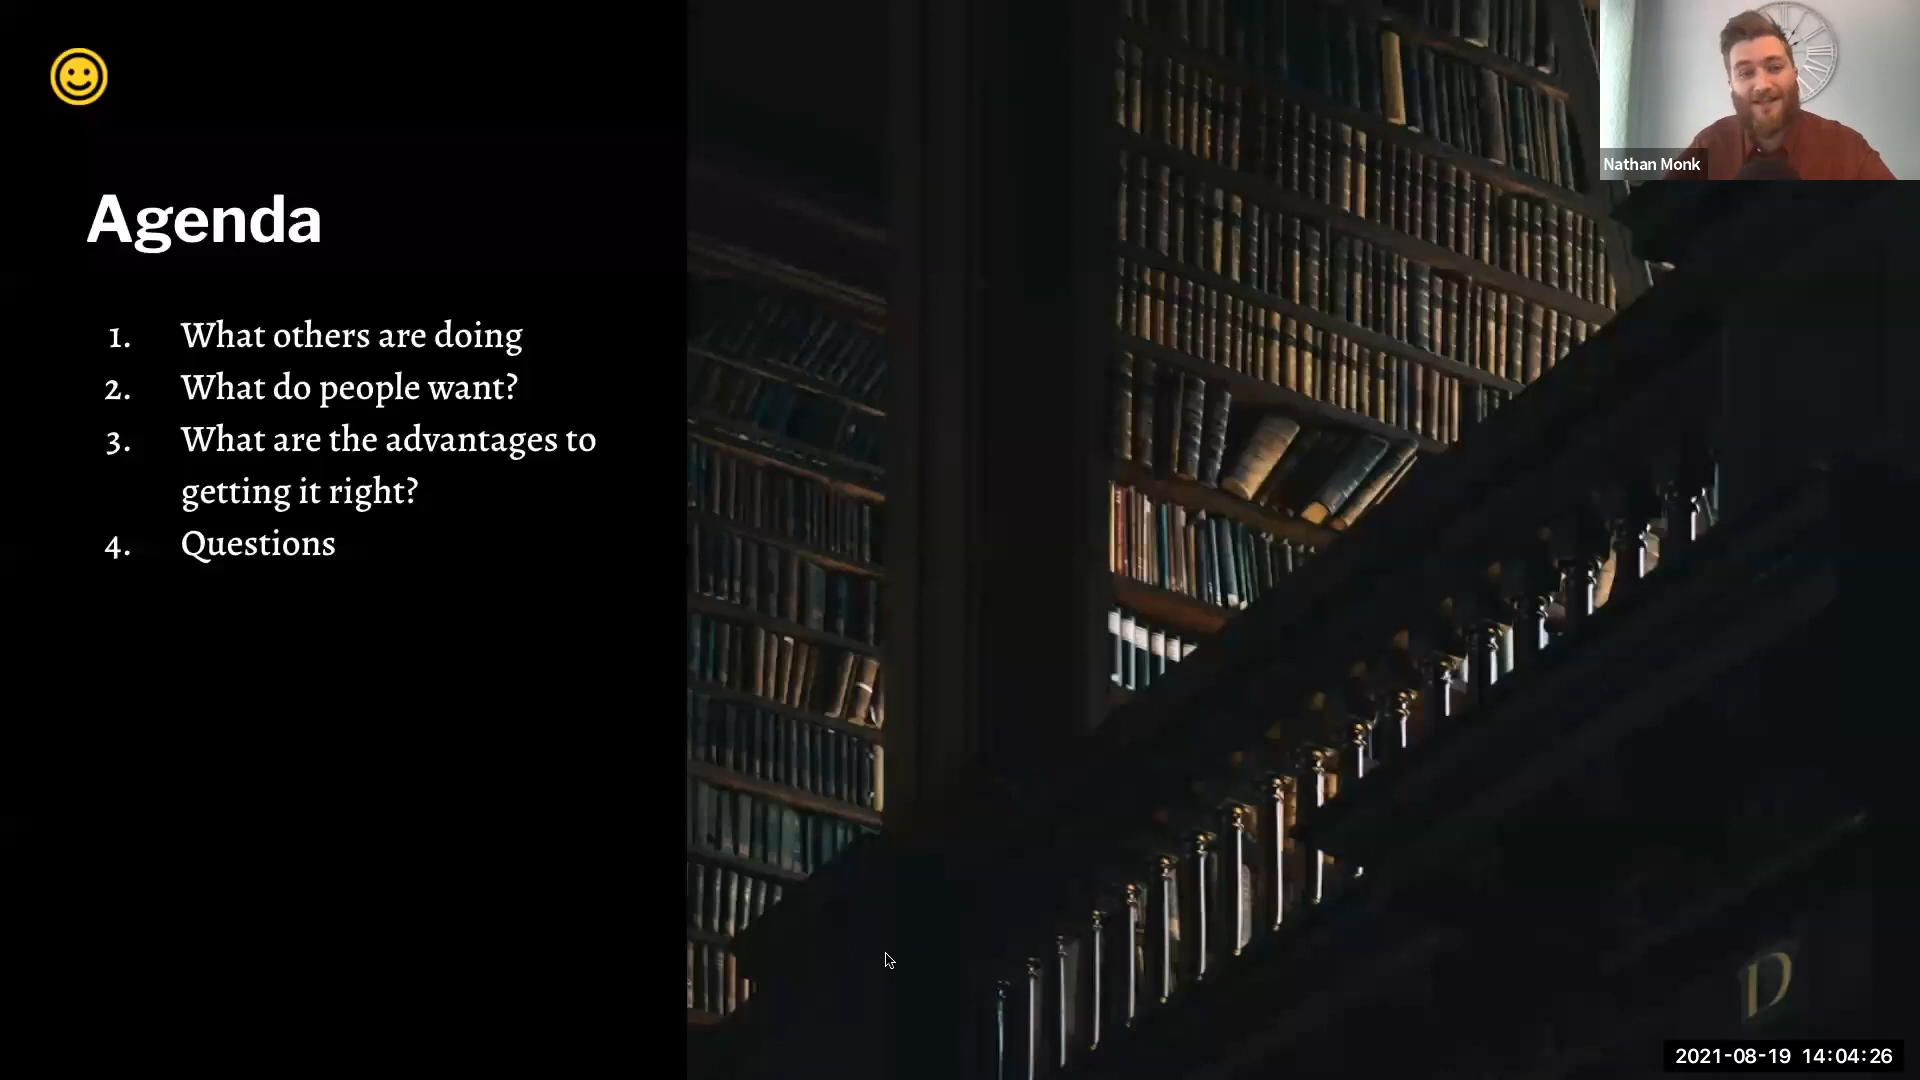 Nathan Monk
Agenda
1. What others are doing
2. What do people want?
3. What are the advantages to
getting it right?
4. Questions
D
2021-08-19 14:04:26